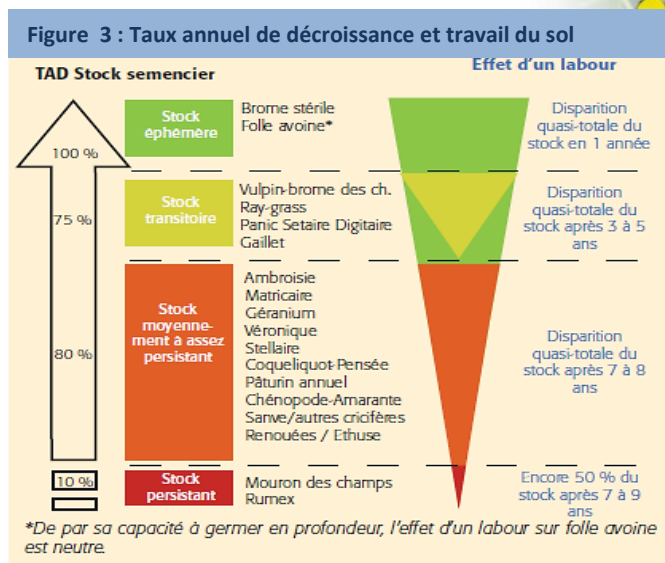 Figure 3 : Taux annuel de décroissance et travail du sol
TAD Stock semencier
Effet d'un labour
100 %
Stock
éphémère
Brome stérile
Folle avoine*
Disparition
quasi-totale du
stock en 1 année
75 %
Stock
transitoire
Vulpin-brome des ch.
Ray-grass
Panic Setaire Digitaire
Gaillet
Disparition
quasi-totale du
stock après 3 à 5
ans
80 %
Stock
moyenne-
ment à assez
persistant
Ambroisie
Matricaire
Géranium
Véronique
Stellaire
Coqueliquot-Pensée
Pâturin annuel
Chénopode-Amarante
Sanve/autres cricifères
Renouées / Ethuse
Disparition
quasi-totale du
stock après 7 à 8
ans
10 %
Stock
persistant
Mouron des champs
Rumex
Encore 50 % du
stock après 7 à 9
ans
*De par sa capacité à germer en profondeur, l'effet d'un labour sur folle avoine
est neutre.